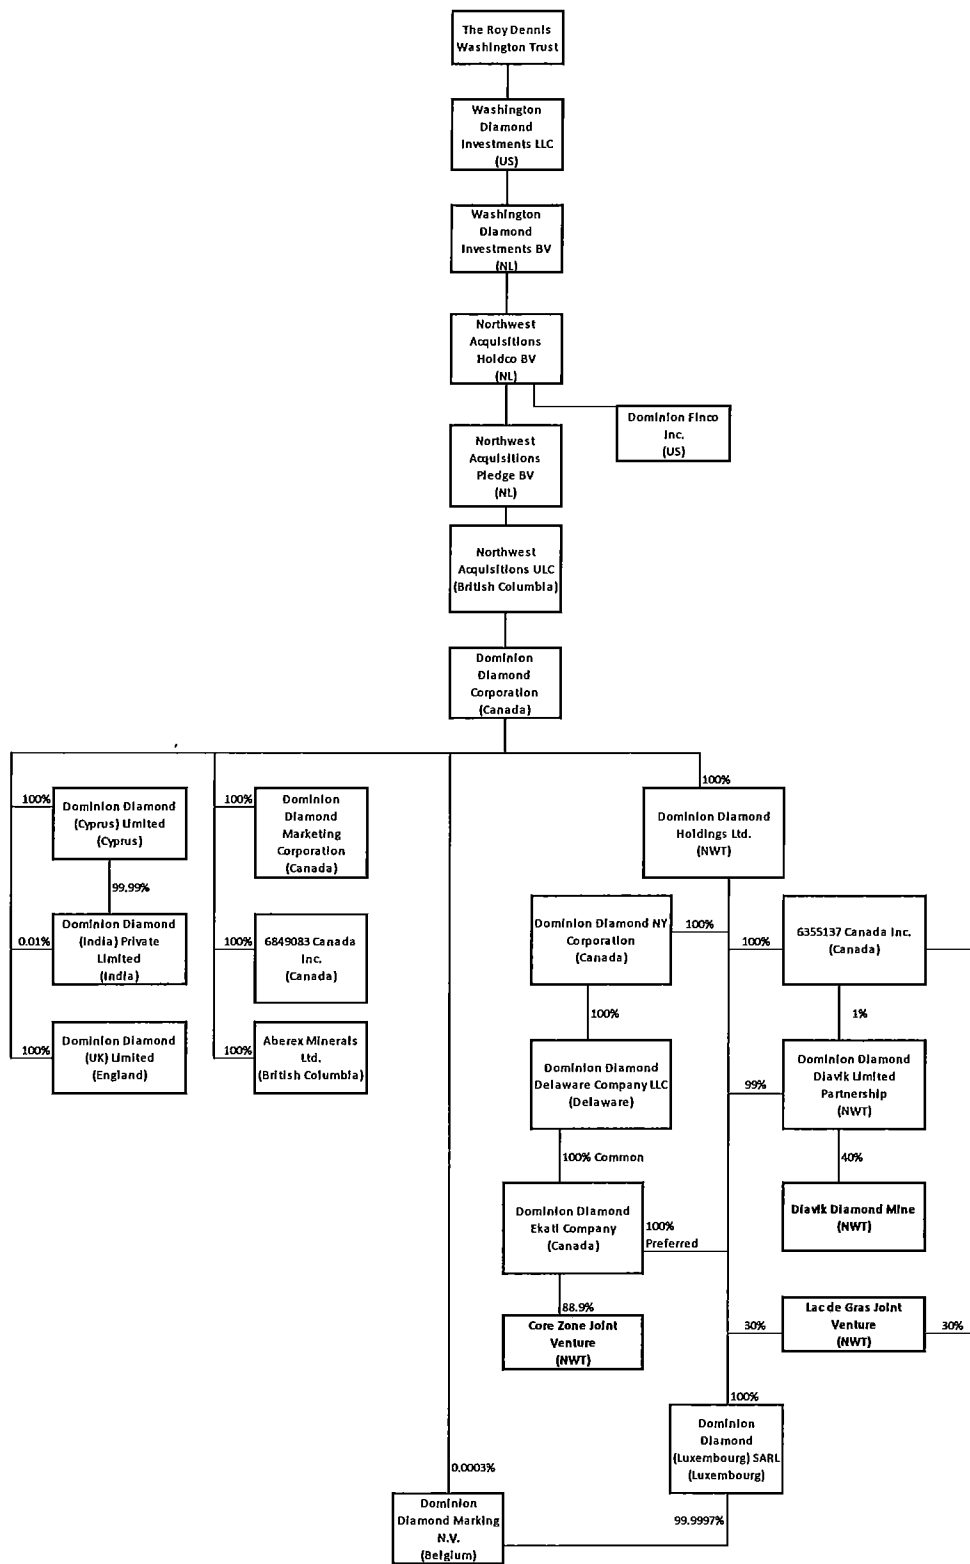 The Roy Dennis
Washington Trust
Washington
Diamond
Investments LLC
(US)
Washington
Diamond
Investments BV
(NL)
Northwest
Acquisitions
Holdco BV
(NL)
Dominion Finco
Inc.
(US)
Northwest
Acquisitions
Pledge BV
(NL)
Northwest
Acquisitions ULC
(British Columbia)
Dominion
Diamond
Corporation
(Canada)
100%
Dominion Diamond
(Cyprus) Limited
(Cyprus)
99.99%
0.01%
Dominion Diamond
(India) Private
Limited
(India)
100%
Dominion Diamond
(UK) Limited
(England)
100%
Dominion
Diamond
Marketing
Corporation
(Canada)
100%
6849083 Canada
Inc.
(Canada)
100%
Aberex Minerals
Ltd.
(British Columbia)
100%
Dominion Diamond
Holdings Ltd.
(NWT)
Dominion Diamond NY
Corporation
(Canada)
100%
100%
6355137 Canada Inc.
(Canada)
100%
1%
Dominion Diamond
Delaware Company LLC
(Delaware)
99%
Dominion Diamond
Diavik Limited
Partnership
(NWT)
100% Common
40%
Dominion Diamond
Ekati Company
(Canada)
100%
Preferred
Diavik Diamond Mine
(NWT)
88.9%
Core Zone Joint
Venture
(NWT)
30%
Lac de Gras Joint
Venture
(NWT)
30%
100%
Dominion
Diamond
(Luxembourg) SARL
(Luxembourg)
0.0003%
99.9997%
Dominion
Diamond Marking
N.V.
(Belgium)